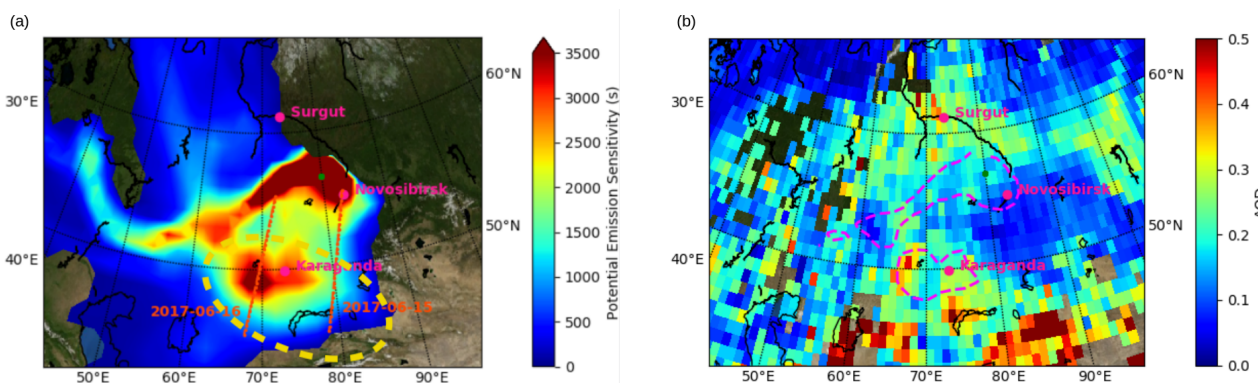 (a)
Surgut
Novosibirsk
Karaganda
2017-06-16
2017-06-15
30°E
40°E
50°E
60°E
70°E
80°E
90°E
60°N
50°N
3500
3000
2500
2000
1500
1000
500
0
Potential Emission Sensitivity (s)
(b)
Surgut
Novosibirsk
Karaganda
30°E
40°E
50°E
60°E
70°E
80°E
90°E
60°N
50°N
0.5
0.4
0.3
0.2
0.1
0.0